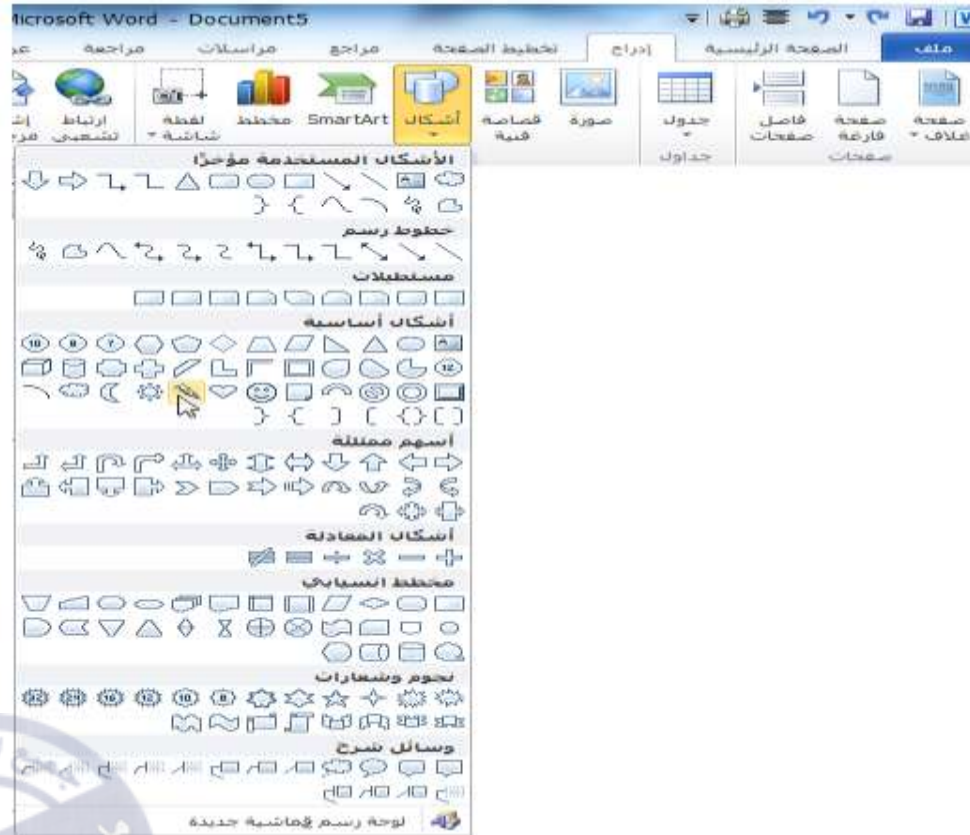 Microsoft Word - Document5
ملف
الصفحة الرئيسية
إدراج
تخطيط الصفحة
مراجع
مراسلات
مراجعة
صفحة غلاف
صفحة فارغة
فاصل صفحات
جدول
صورة
قصاصة فنية
أشكال
SmartArt
مخطط
لقطة شاشة
ارتباط تشعبي
صفحات
جداول
الأشكال المستخدمة مؤخرًا
خطوط رسم
مستطيلات
أشكال أساسية
أسهم ممتلئة
أشكال المعادلة
مخطط انسيابي
نجوم وشعارات
وسائل شرح
لوحة رسم قماشية جديدة